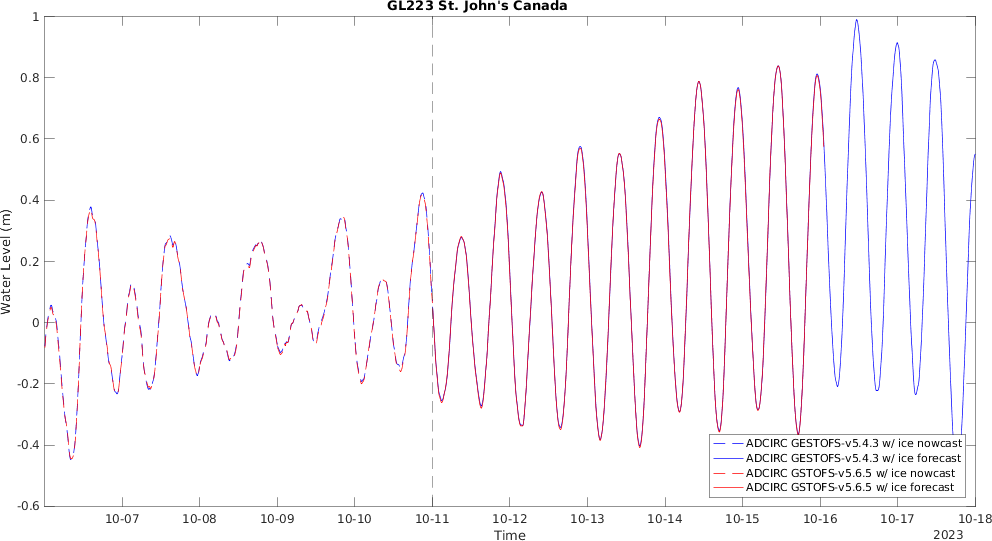 GL223 St. John's Canada
1
0.8
0.6
0.4
0.2
0
-0.2
-0.4
-0.6
Water Level (m)
ADCIRC GESTOFS-v5.4.3 w/ ice nowcast
ADCIRC GESTOFS-v5.4.3 w/ ice forecast
ADCIRC GSTOFS-v5.6.5 w/ ice nowcast
ADCIRC GSTOFS-v5.6.5 w/ ice forecast
10-07 10-08 10-09 10-10 10-11 10-12 10-13 10-14 10-15 10-16 10-17 10-18
Time
2023